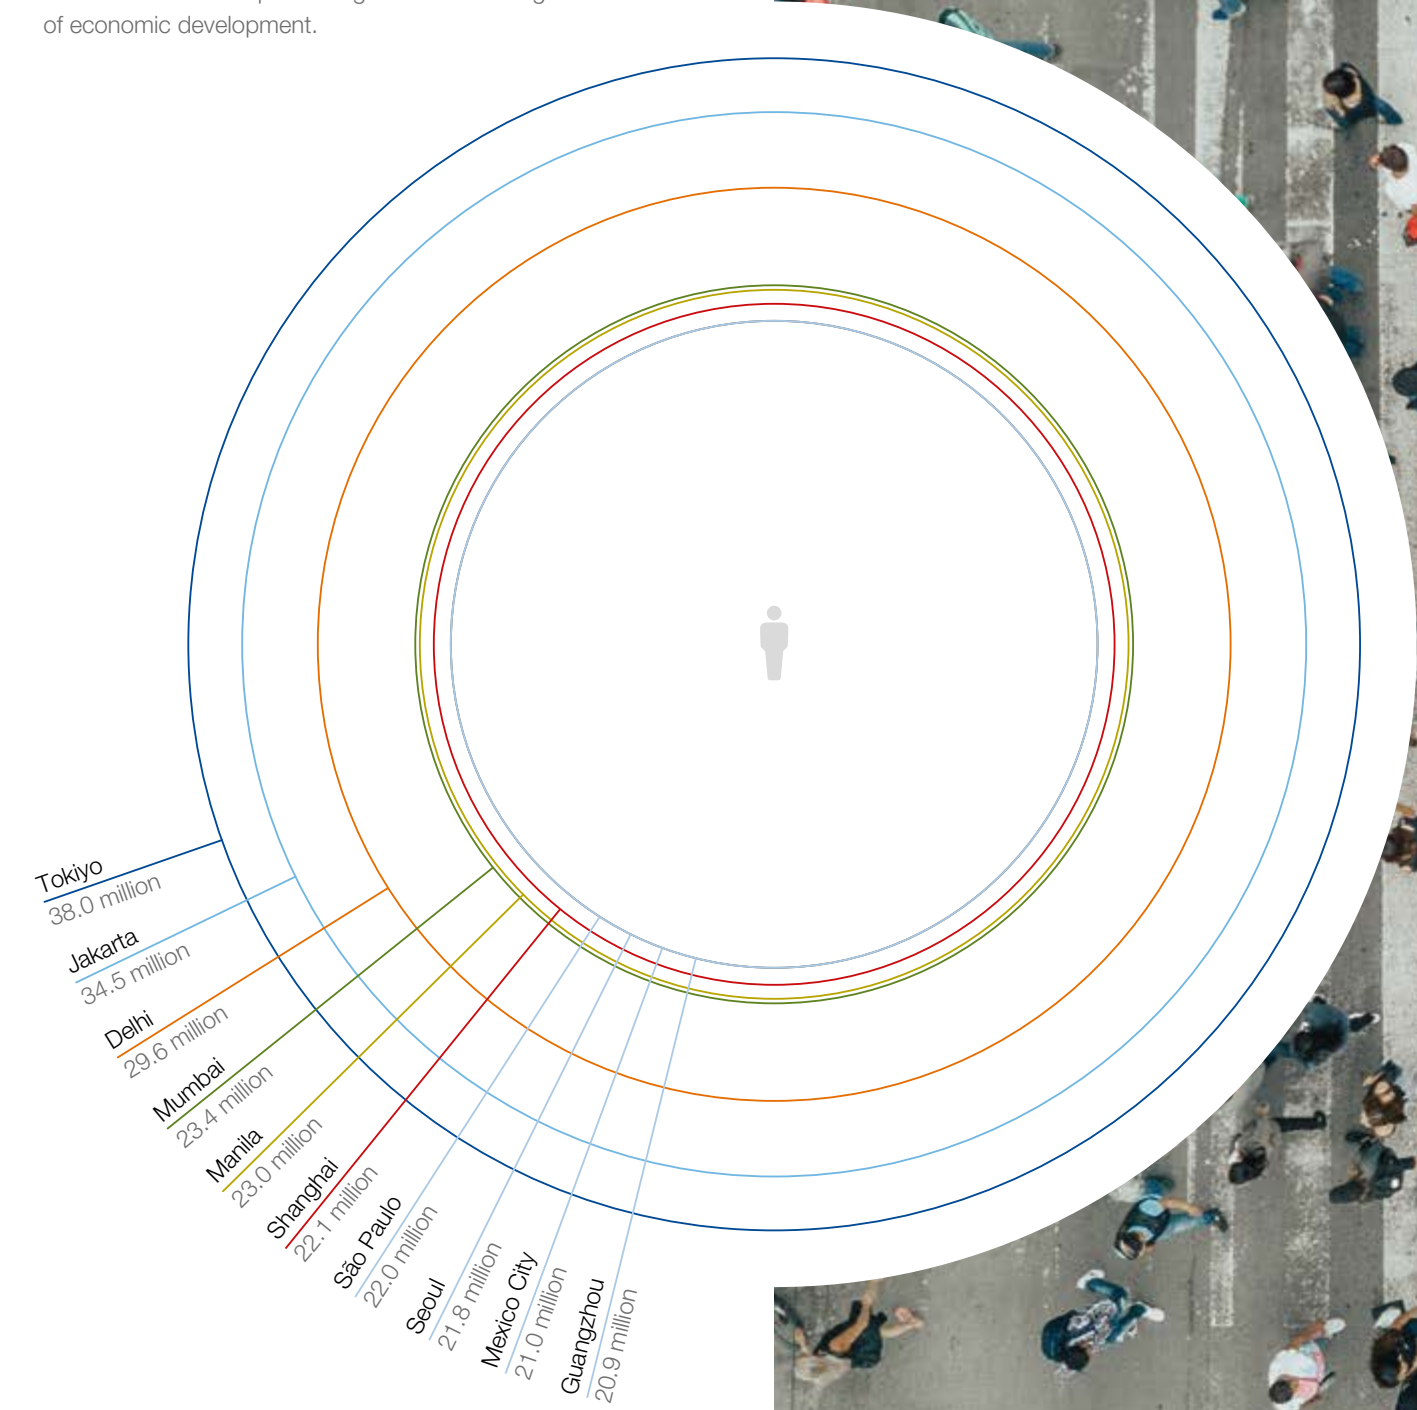 of economic development.
Tokiyo
38.0 million
Jakarta
34.5 million
Delhi
29.6 million
Mumbai
23.4 million
Manila
23.0 million
Shanghai
22.1 million
São Paulo
22.0 million
Seoul
21.8 million
Mexico City
21.0 million
Guangzhou
20.9 million